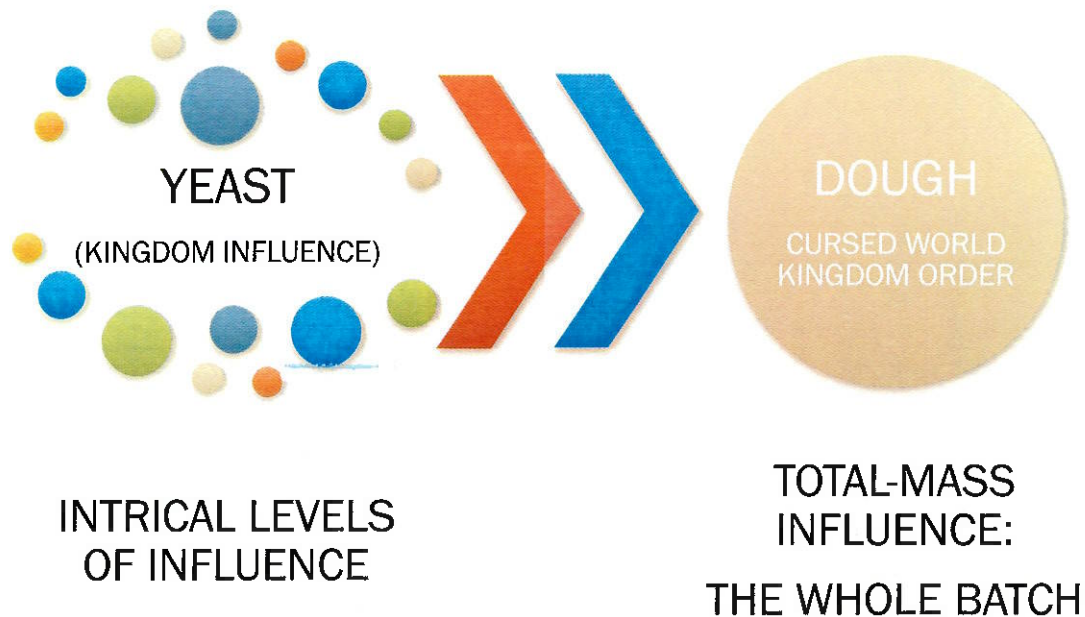 YEAST
(KINGDOM INFLUENCE)
DOUGH
CURSED WORLD
KINGDOM ORDER
INTRICAL LEVELS
OF INFLUENCE
TOTAL-MASS
INFLUENCE:
THE WHOLE BATCH